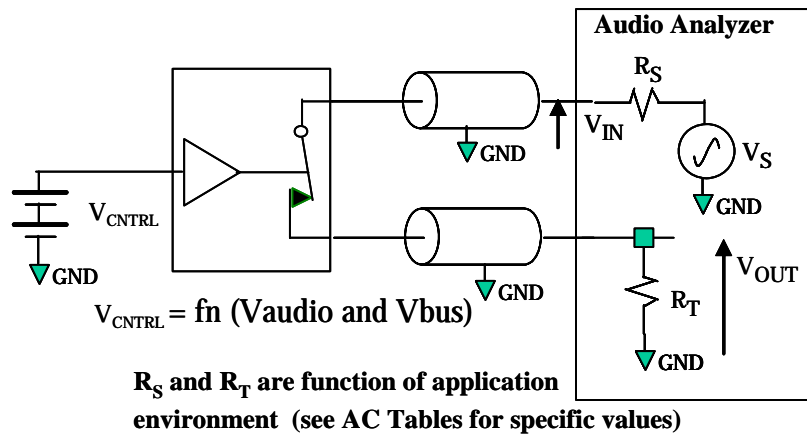 Audio Analyzer
R_S
V_IN
GND
V_S
GND
V_CNTRL
GND
GND
V_OUT
R_T
GND
V_CNTRL = fn (Vaudio and Vbus)
R_S and R_T are function of application
environment (see AC Tables for specific values)